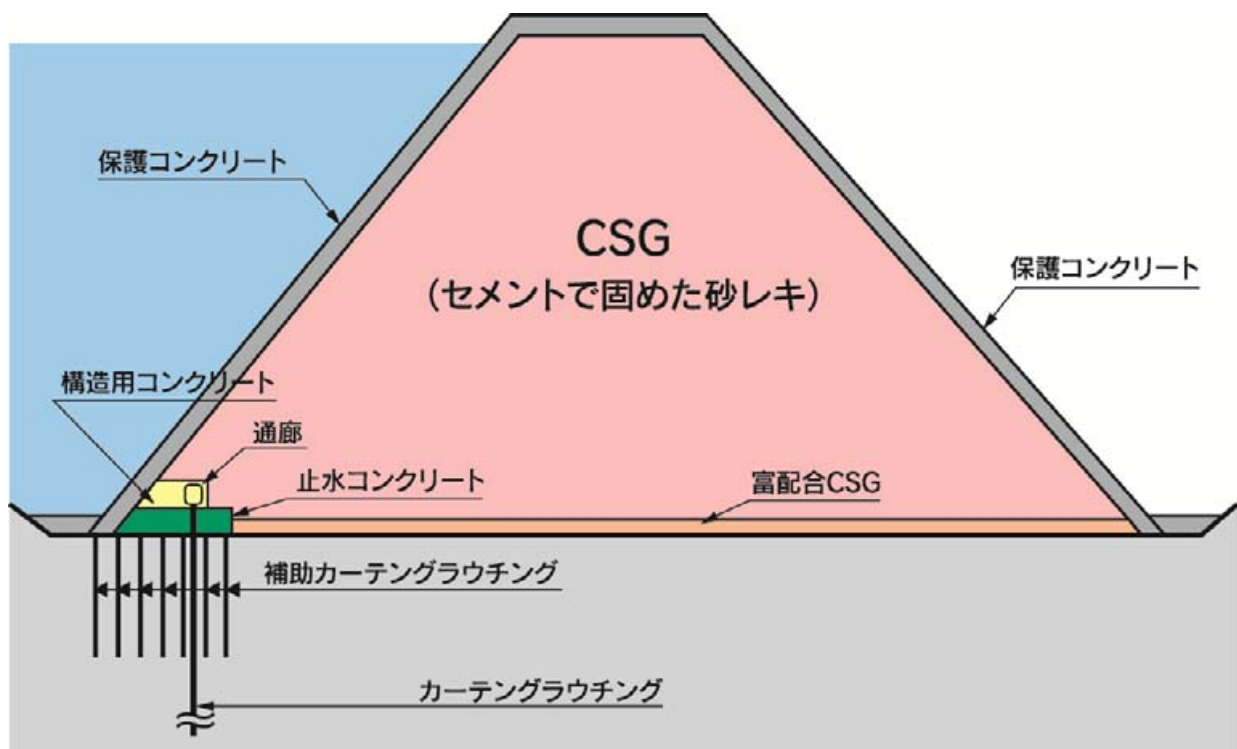 保護コンクリート
CSG
(セメントで固めた砂レキ)
保護コンクリート
構造用コンクリート
通廊
止水コンクリート
富配合CSG
補助カーテングラウチング
カーテングラウチング